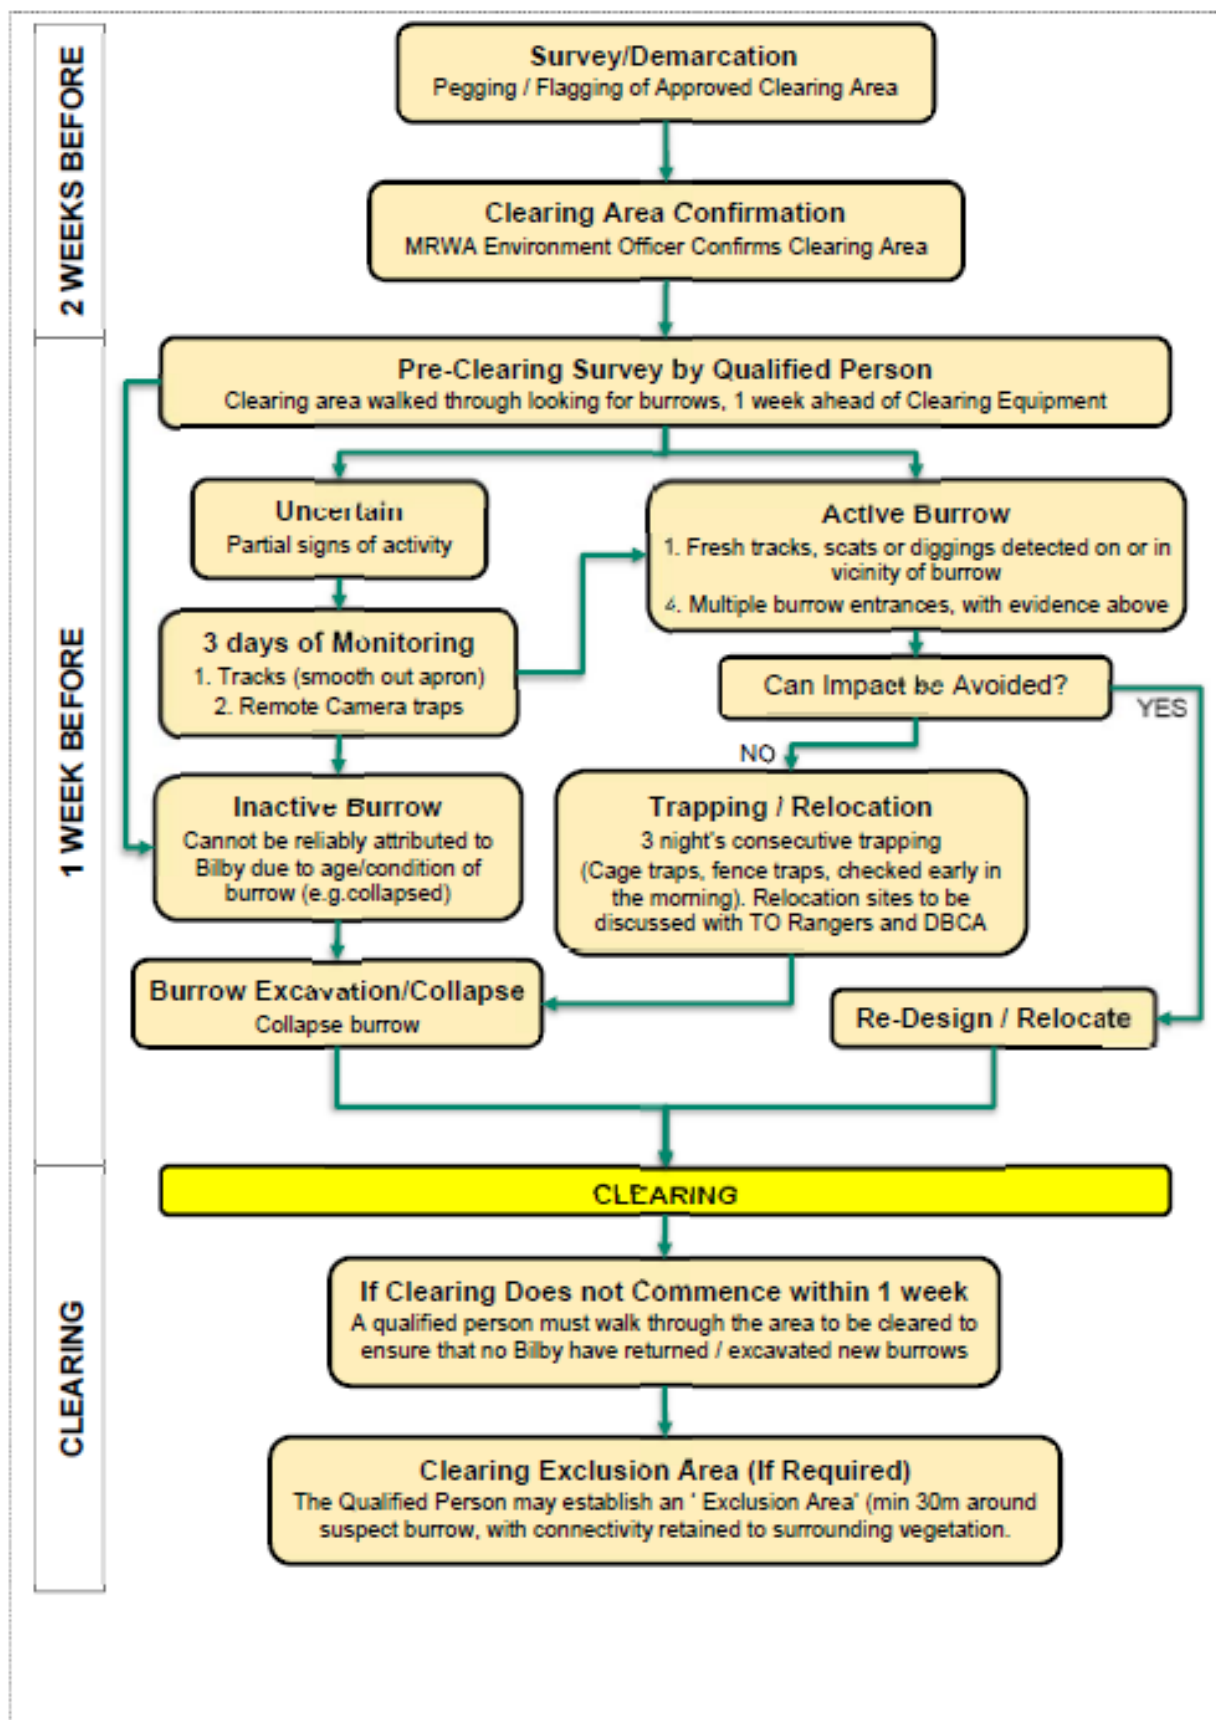 2 WEEKS BEFORE
Survey/Demarcation
Pegging / Flagging of Approved Clearing Area
Clearing Area Confirmation
MRWA Environment Officer Confirms Clearing Area
1 WEEK BEFORE
Pre-Clearing Survey by Qualified Person
Clearing area walked through looking for burrows, 1 week ahead of Clearing Equipment
Uncertain
Partial signs of activity
3 days of Monitoring
1. Tracks (smooth out apron)
2. Remote Camera traps
Inactive Burrow
Cannot be reliably attributed to
Bilby due to age/condition of
burrow (e.g.collapsed)
Active Burrow
1. Fresh tracks, scats or diggings detected on or in
vicinity of burrow
4. Multiple burrow entrances, with evidence above
Can Impact be Avoided?
YES
NO
Trapping / Relocation
3 night's consecutive trapping
(Cage traps, fence traps, checked early in
the morning). Relocation sites to be
discussed with TO Rangers and DBCA
Burrow Excavation/Collapse
Collapse burrow
Re-Design / Relocate
CLEARING
CLEARING
If Clearing Does not Commence within 1 week
A qualified person must walk through the area to be cleared to
ensure that no Bilby have returned / excavated new burrows
Clearing Exclusion Area (If Required)
The Qualified Person may establish an ' Exclusion Area' (min 30m around
suspect burrow, with connectivity retained to surrounding vegetation.